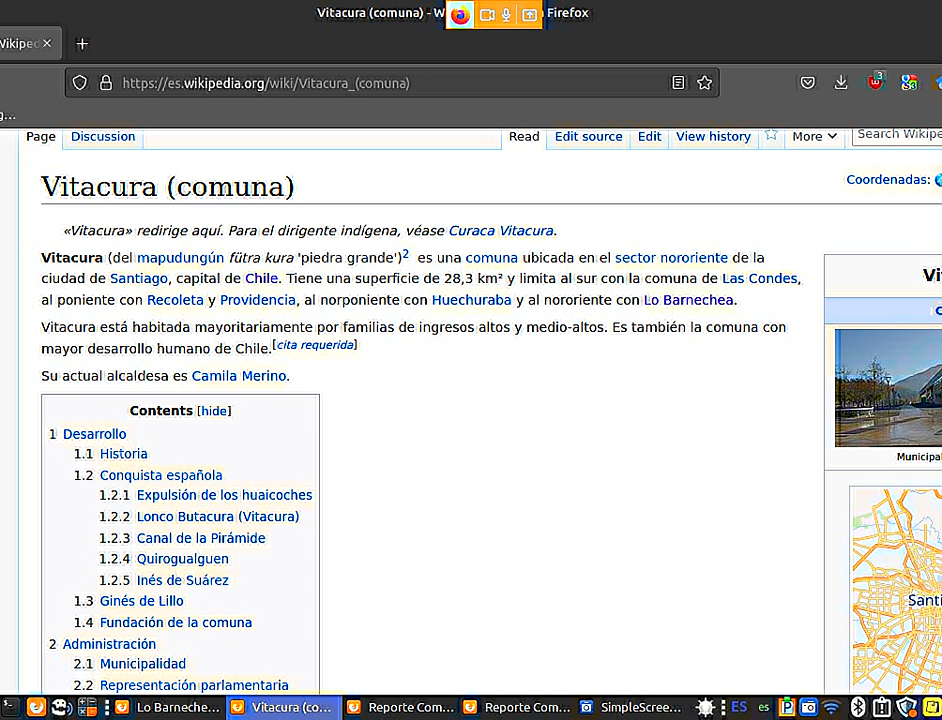 Vitacura (comuna) - W
Firefox
Wikiped
https://es.wikipedia.org/wiki/Vitacura_(comuna)
3
g...
Page Discussion Read Edit source Edit View history More Search Wikipe
Vitacura (comuna)
Coordenadas:
«Vitacura» redirige aquí. Para el dirigente indígena, véase Curaca Vitacura.
Vitacura (del mapudungún fütra kura 'piedra grande')2 es una comuna ubicada en el sector nororiente de la
ciudad de Santiago, capital de Chile. Tiene una superficie de 28,3 km² y limita al sur con la comuna de Las Condes,
al poniente con Recoleta y Providencia, al norponiente con Huechuraba y al nororiente con Lo Barnechea.
Vitacura está habitada mayoritariamente por familias de ingresos altos y medio-altos. Es también la comuna con
mayor desarrollo humano de Chile.[cita requerida]
Su actual alcaldesa es Camila Merino.
Contents [hide]
1 Desarrollo
1.1 Historia
1.2 Conquista española
1.2.1 Expulsión de los huaicoches
1.2.2 Lonco Butacura (Vitacura)
1.2.3 Canal de la Pirámide
1.2.4 Quirogualguen
1.2.5 Inés de Suárez
1.3 Ginés de Lillo
1.4 Fundación de la comuna
2 Administración
2.1 Municipalidad
2.2 Representación parlamentaria
Vi
C
Municipal
Santi
Lo Barneche... Vitacura (co... Reporte Com... Reporte Com... SimpleScree... ES es